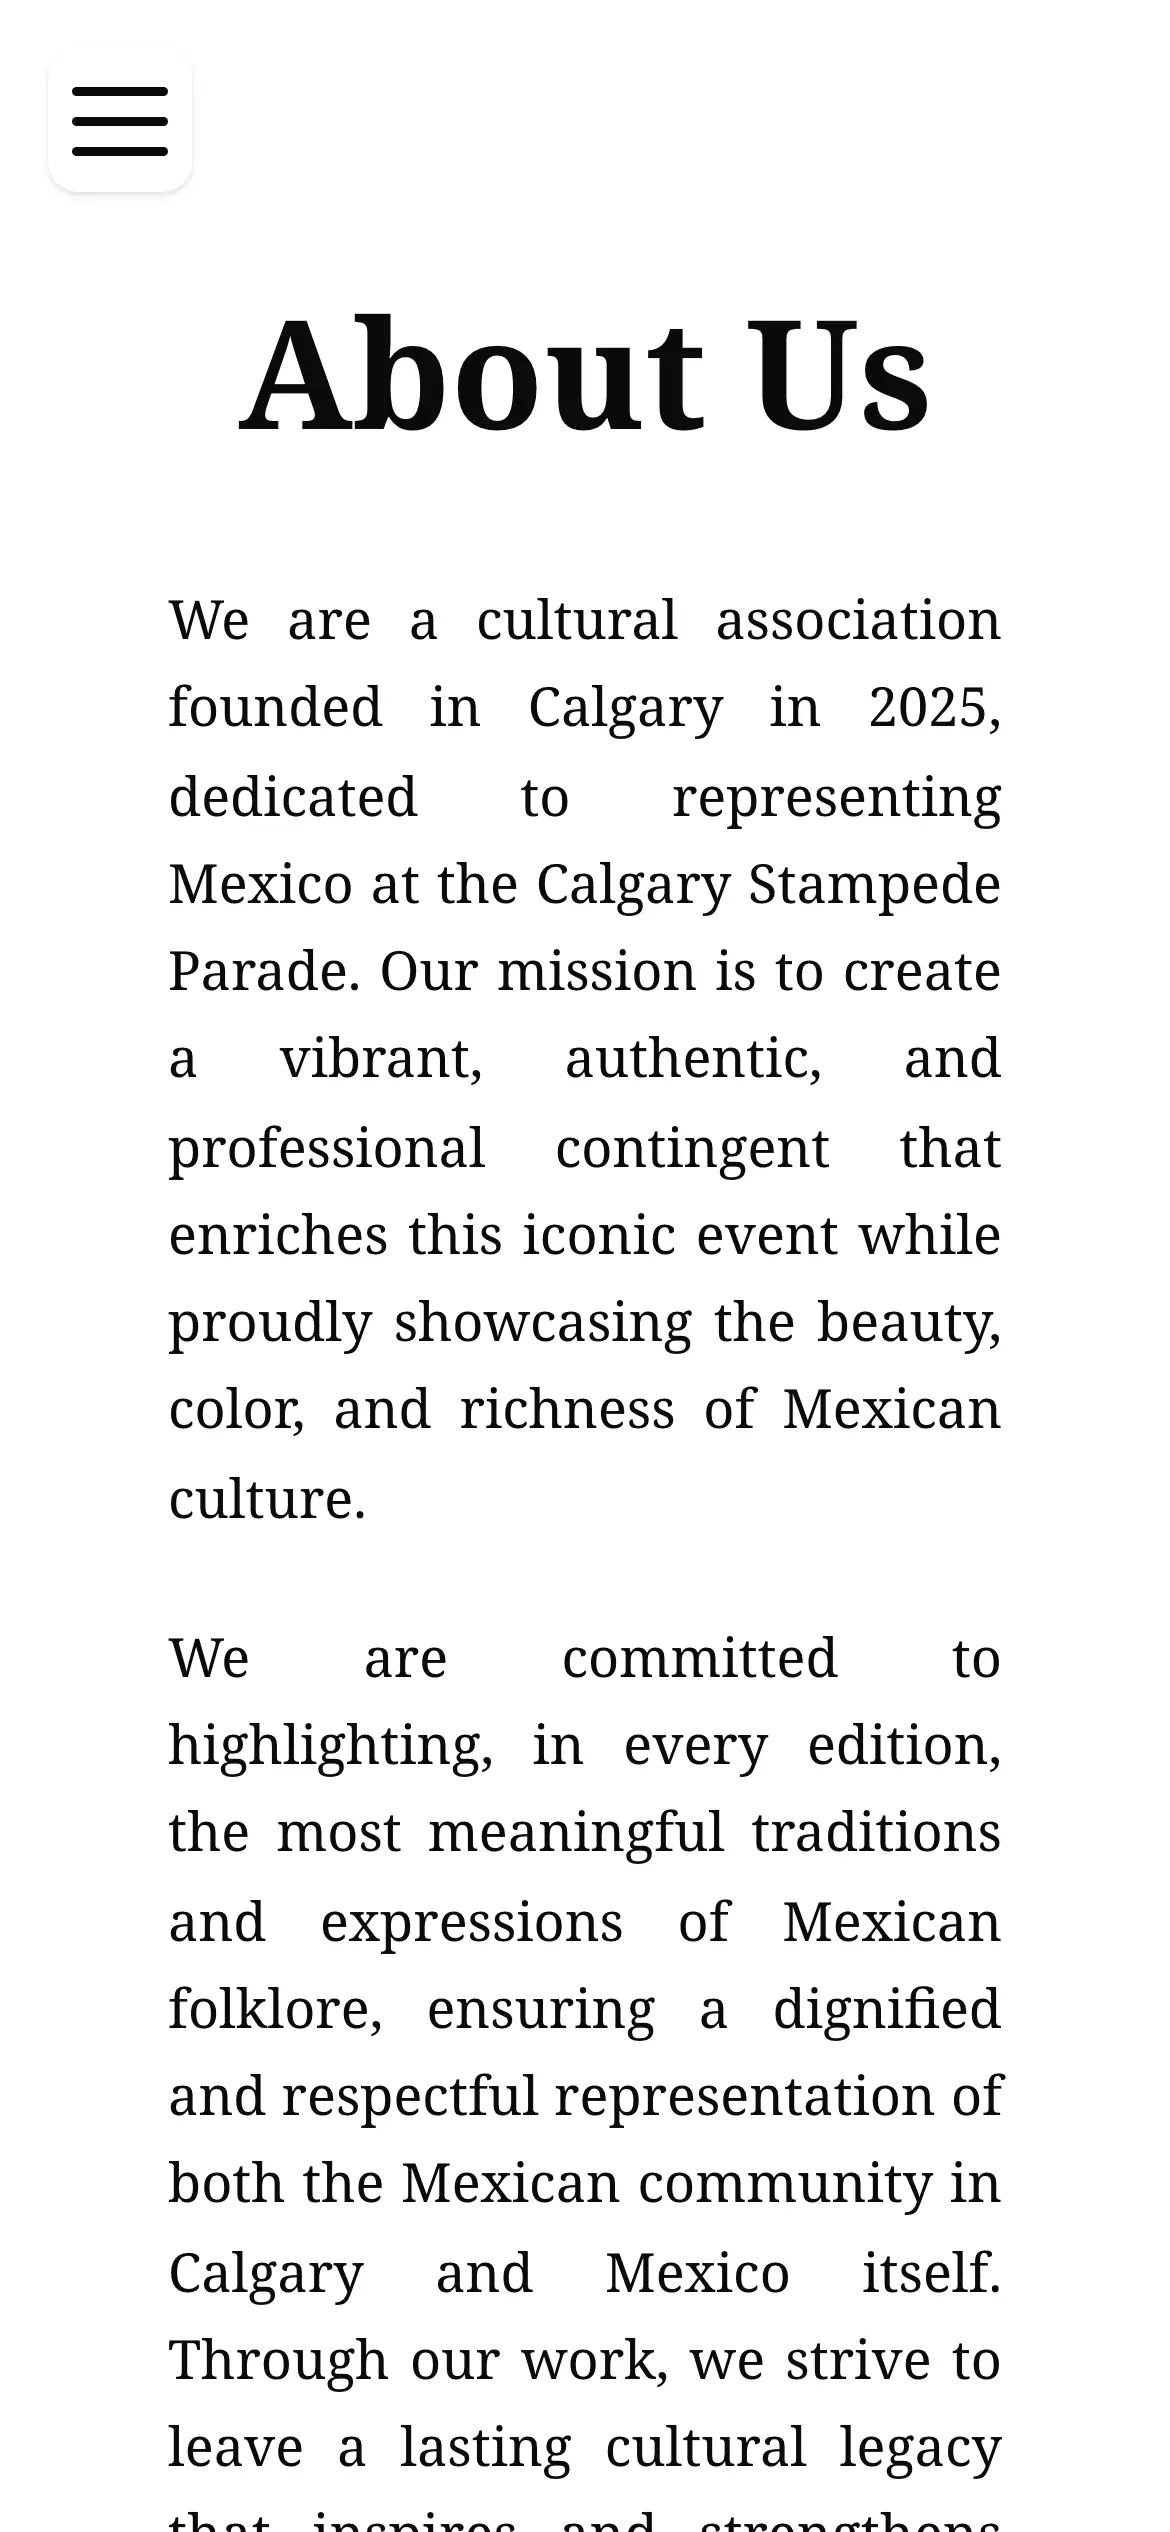 About Us
We are a cultural association
founded in Calgary in 2025,
dedicated to representing
Mexico at the Calgary Stampede
Parade. Our mission is to create
a vibrant, authentic, and
professional contingent that
enriches this iconic event while
proudly showcasing the beauty,
color, and richness of Mexican
culture.
We are committed to
highlighting, in every edition,
the most meaningful traditions
and expressions of Mexican
folklore, ensuring a dignified
and respectful representation of
both the Mexican community in
Calgary and Mexico itself.
Through our work, we strive to
leave a lasting cultural legacy
that inspires and strengthens